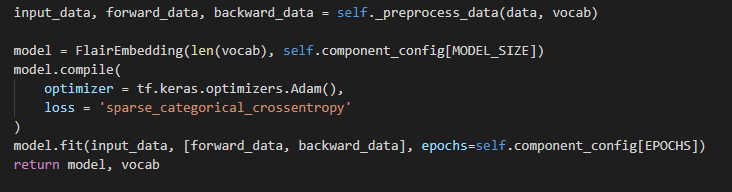 input_data, forward_data, backward_data = self._preprocess_data(data, vocab)
model = FlairEmbedding(len(vocab), self.component_config[MODEL_SIZE])
model.compile(
optimizer = tf.keras.optimizers.Adam(),
loss = 'sparse_categorical_crossentropy'
)
model.fit(input_data, [forward_data, backward_data], epochs=self.component_config[EPOCHS])
return model, vocab